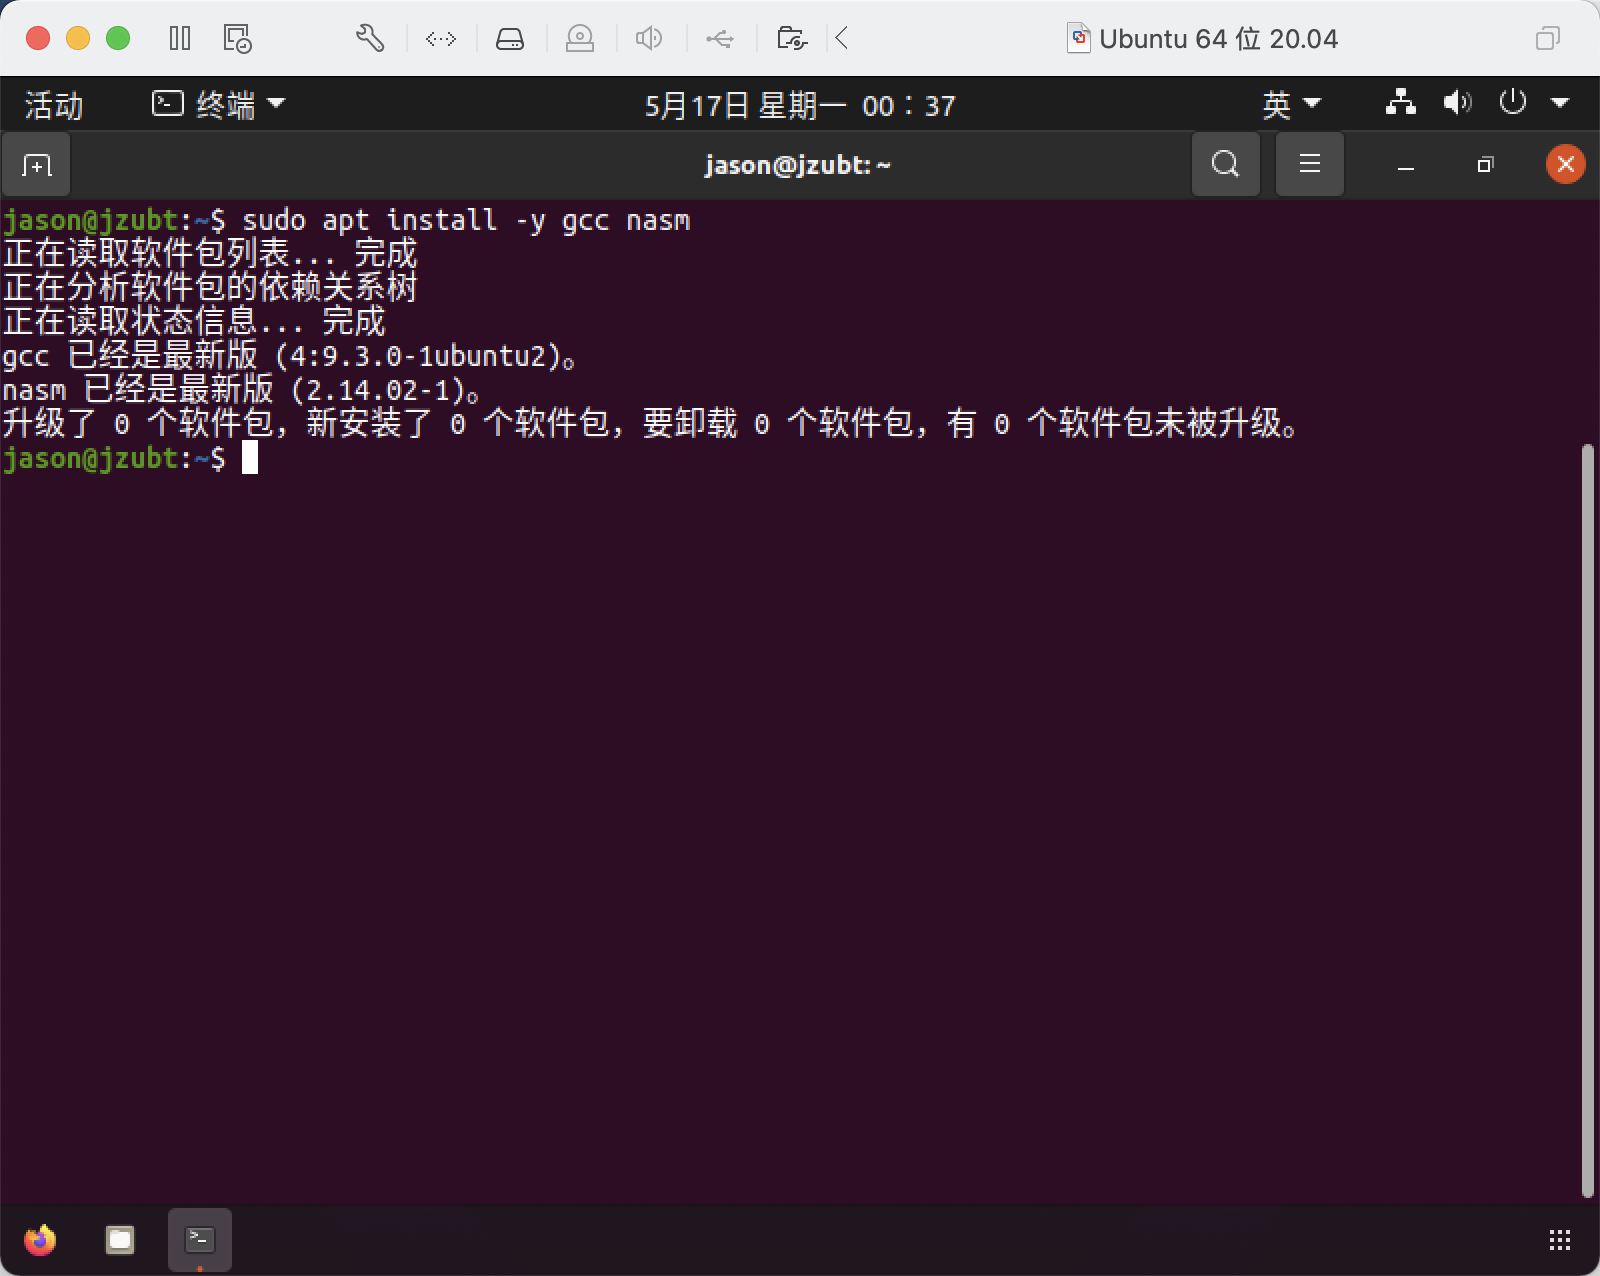 Ubuntu 64 位 20.04
活动 终端 5月17日 星期一 00：37 英
jason@jzubt: ~
jason@jzubt:~$ sudo apt install -y gcc nasm
正在读取软件包列表... 完成
正在分析软件包的依赖关系树
正在读取状态信息... 完成
gcc 已经是最新版 (4:9.3.0-1ubuntu2)。
nasm 已经是最新版 (2.14.02-1)。
升级了 0 个软件包，新安装了 0 个软件包，要卸载 0 个软件包，有 0 个软件包未被升级。
jason@jzubt:~$